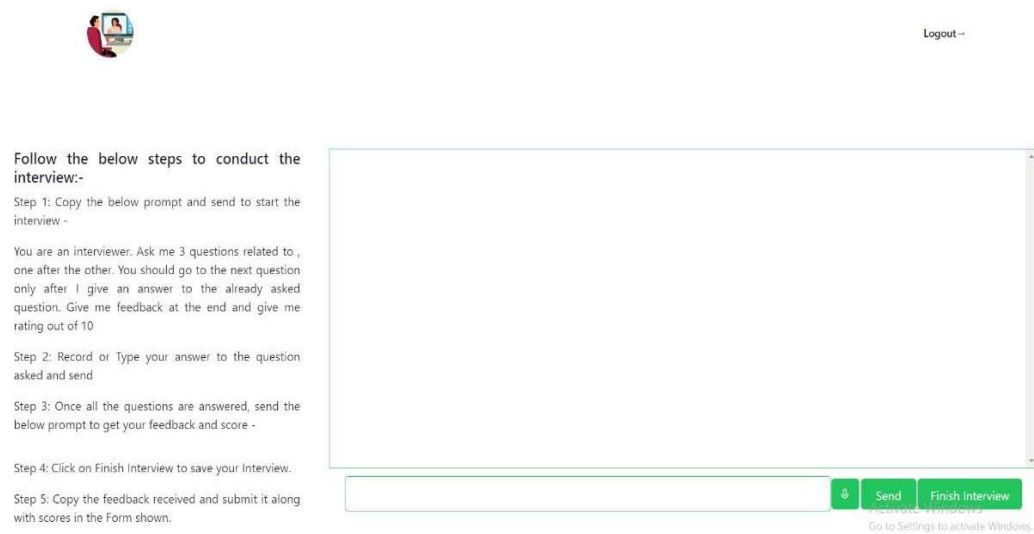 Logout→
Follow the below steps to conduct the
interview:-
Step 1: Copy the below prompt and send to start the
interview -
You are an interviewer. Ask me 3 questions related to ,
one after the other. You should go to the next question
only after I give an answer to the already asked
question. Give me feedback at the end and give me
rating out of 10
Step 2: Record or Type your answer to the question
asked and send
Step 3: Once all the questions are answered, send the
below prompt to get your feedback and score -
Step 4: Click on Finish Interview to save your Interview.
Step 5: Copy the feedback received and submit it along
with scores in the Form shown.
Send
Finish Interview
Activate Windows
Go to Settings to activate Windows.